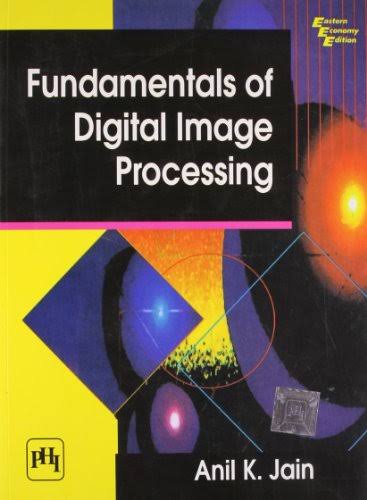 Eastern
Economy
Edition
Fundamentals of
Digital Image
Processing
PHI
Anil K. Jain